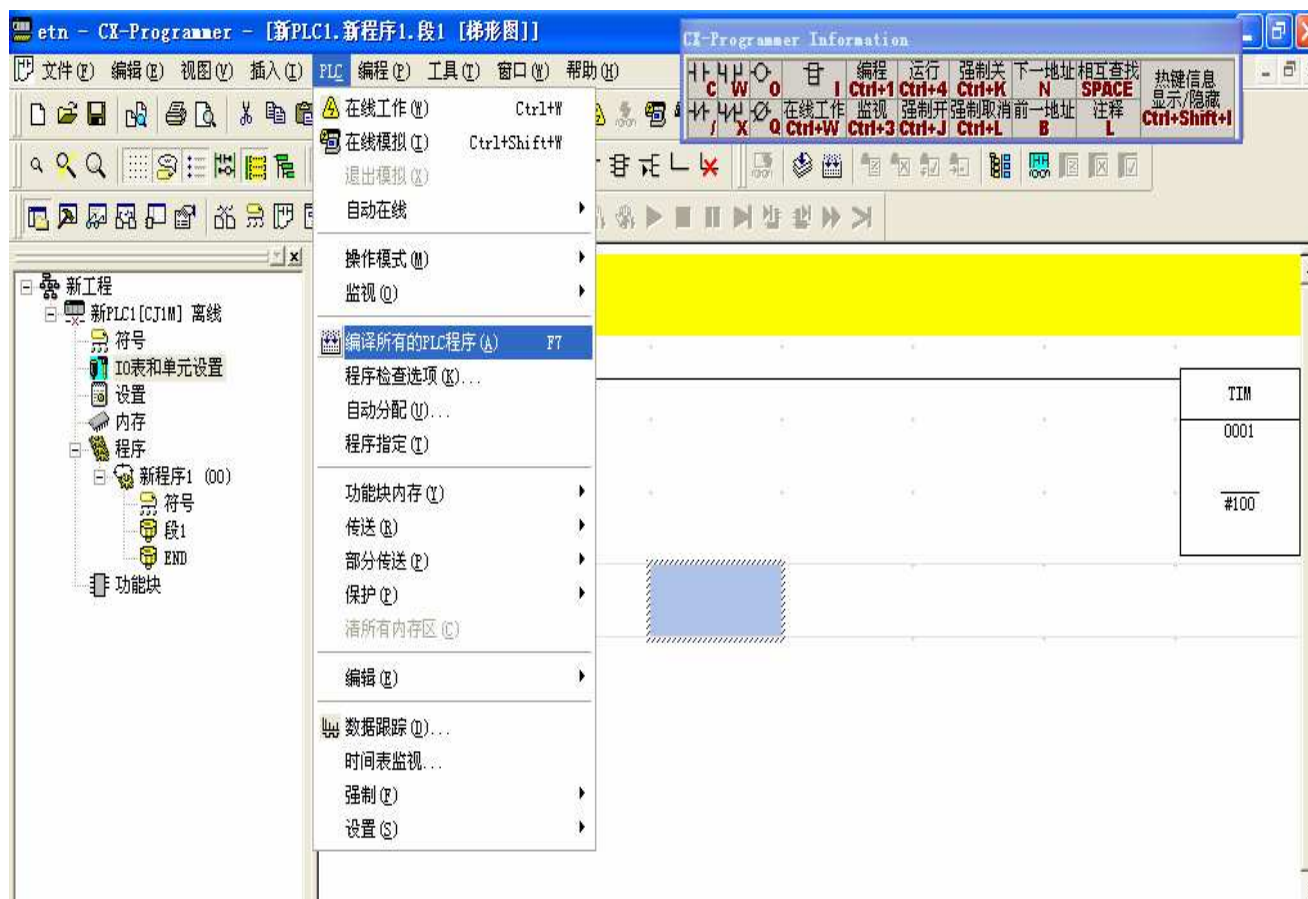 etn - CX-Programmer - [新PLC1.新程序1.段1 [梯形图]]
CX-Programmer Information
文件(F) 编辑(E) 视图(V) 插入(I) PLC 编程(P) 工具(T) 窗口(W) 帮助(H)
C W O I 编程 Ctrl+1 运行 Ctrl+4 强制关 Ctrl+K 下一地址 N 相互查找 SPACE 热键信息 显示/隐藏 Ctrl+Shift+I
/ X Q 在线工作 Ctrl+W 监视 Ctrl+3 强制开 Ctrl+J 强制取消 Ctrl+L 前一地址 B 注释 L
在线工作(W) Ctrl+W
在线模拟(I) Ctrl+Shift+W
退出模拟(X)
自动在线
操作模式(M)
监视(O)
编译所有的PLC程序(A) F7
程序检查选项(K)...
自动分配(U)...
程序指定(T)
功能块内存(Y)
传送(R)
部分传送(P)
保护(P)
清所有内存区(C)
编辑(E)
数据跟踪(D)...
时间表监视...
强制(F)
设置(S)
新工程
新PLC1[CJ1M] 离线
符号
IO表和单元设置
设置
内存
程序
新程序1 (00)
符号
段1
END
功能块
TIM
0001
#100